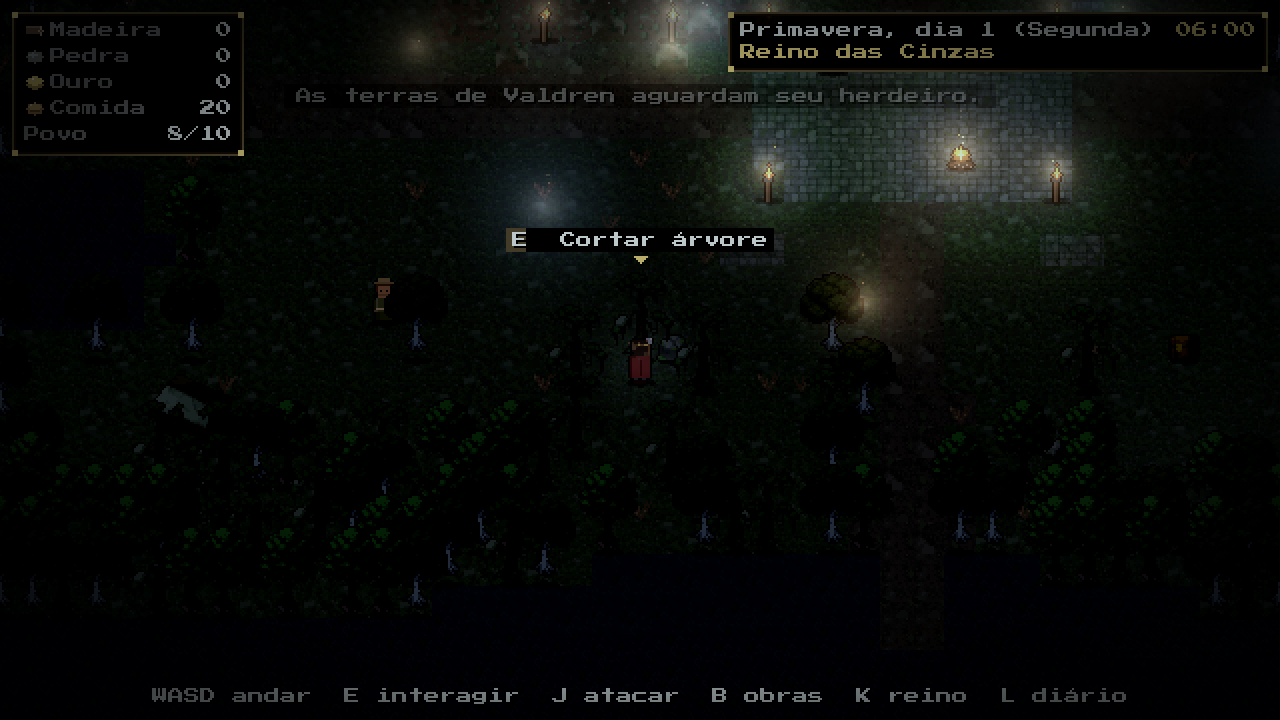 Madeira 0
Pedra 0
Ouro 0
Comida 20
Povo 8/10
Primavera, dia 1 (Segunda) 06:00
Reino das Cinzas
As terras de Valdren aguardam seu herdeiro.
E Cortar árvore
WASD andar E interagir J atacar B obras K reino L diário